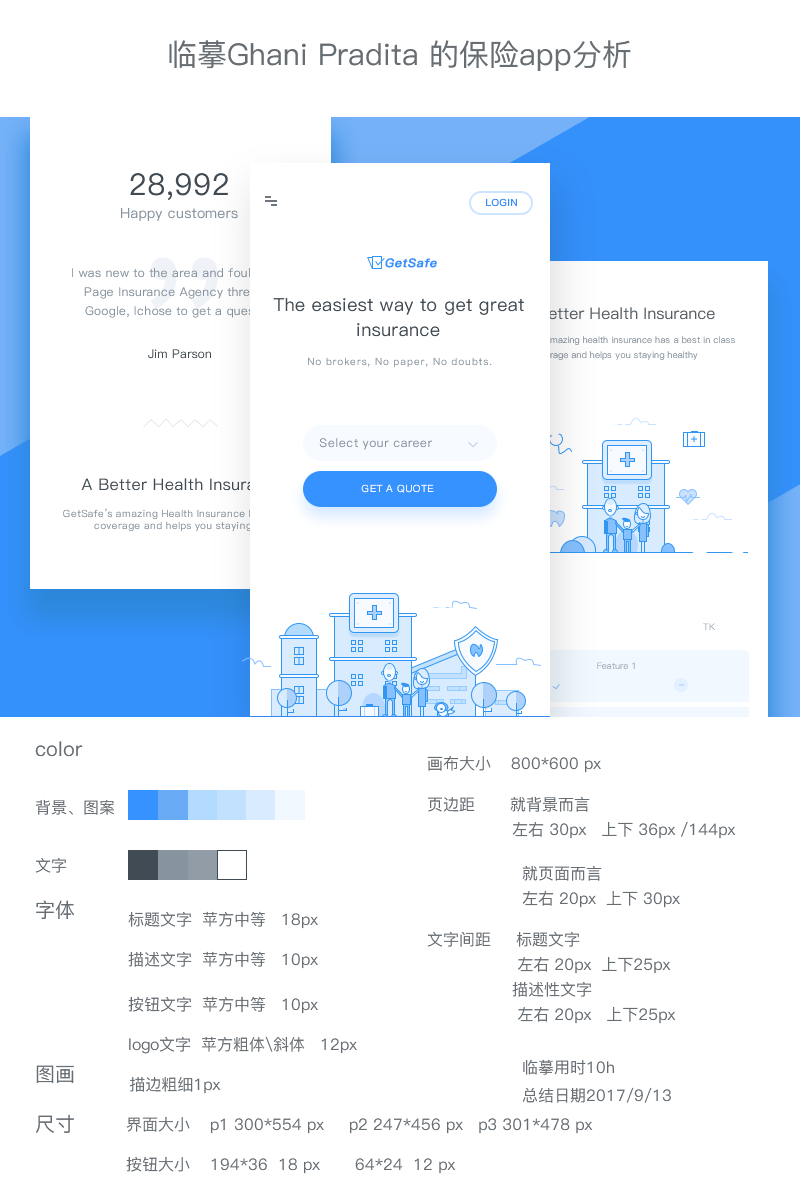 临摹Ghani Pradita 的保险app分析
28,992
Happy customers
I was new to the area and
Page Insurance Agency
Google, Ichose to get a
Jim Parson
A Better Health
GetSafe's amazing Health Insurance
coverage and helps you staying
LOGIN
GetSafe
The easiest way to get great
insurance
No brokers, No paper, No doubts.
Select your career
GET A QUOTE
Health Insurance
health insurance has a best in class
and helps you staying healthy
TK
Feature 1
color
背景、图案
文字
字体
标题文字 苹方中等 18px
描述文字 苹方中等 10px
按钮文字 苹方中等 10px
logo文字 苹方粗体\斜体 12px
图画
描边粗细1px
画布大小 800*600 px
页边距 就背景而言
左右 30px 上下 36px /144px
就页面而言
左右 20px 上下 30px
文字间距 标题文字
左右 20px 上下25px
描述性文字
左右 20px 上下25px
临摹用时10h
总结日期2017/9/13
尺寸 界面大小 p1 300*554 px p2 247*456 px p3 301*478 px
按钮大小 194*36 18 px 64*24 12 px